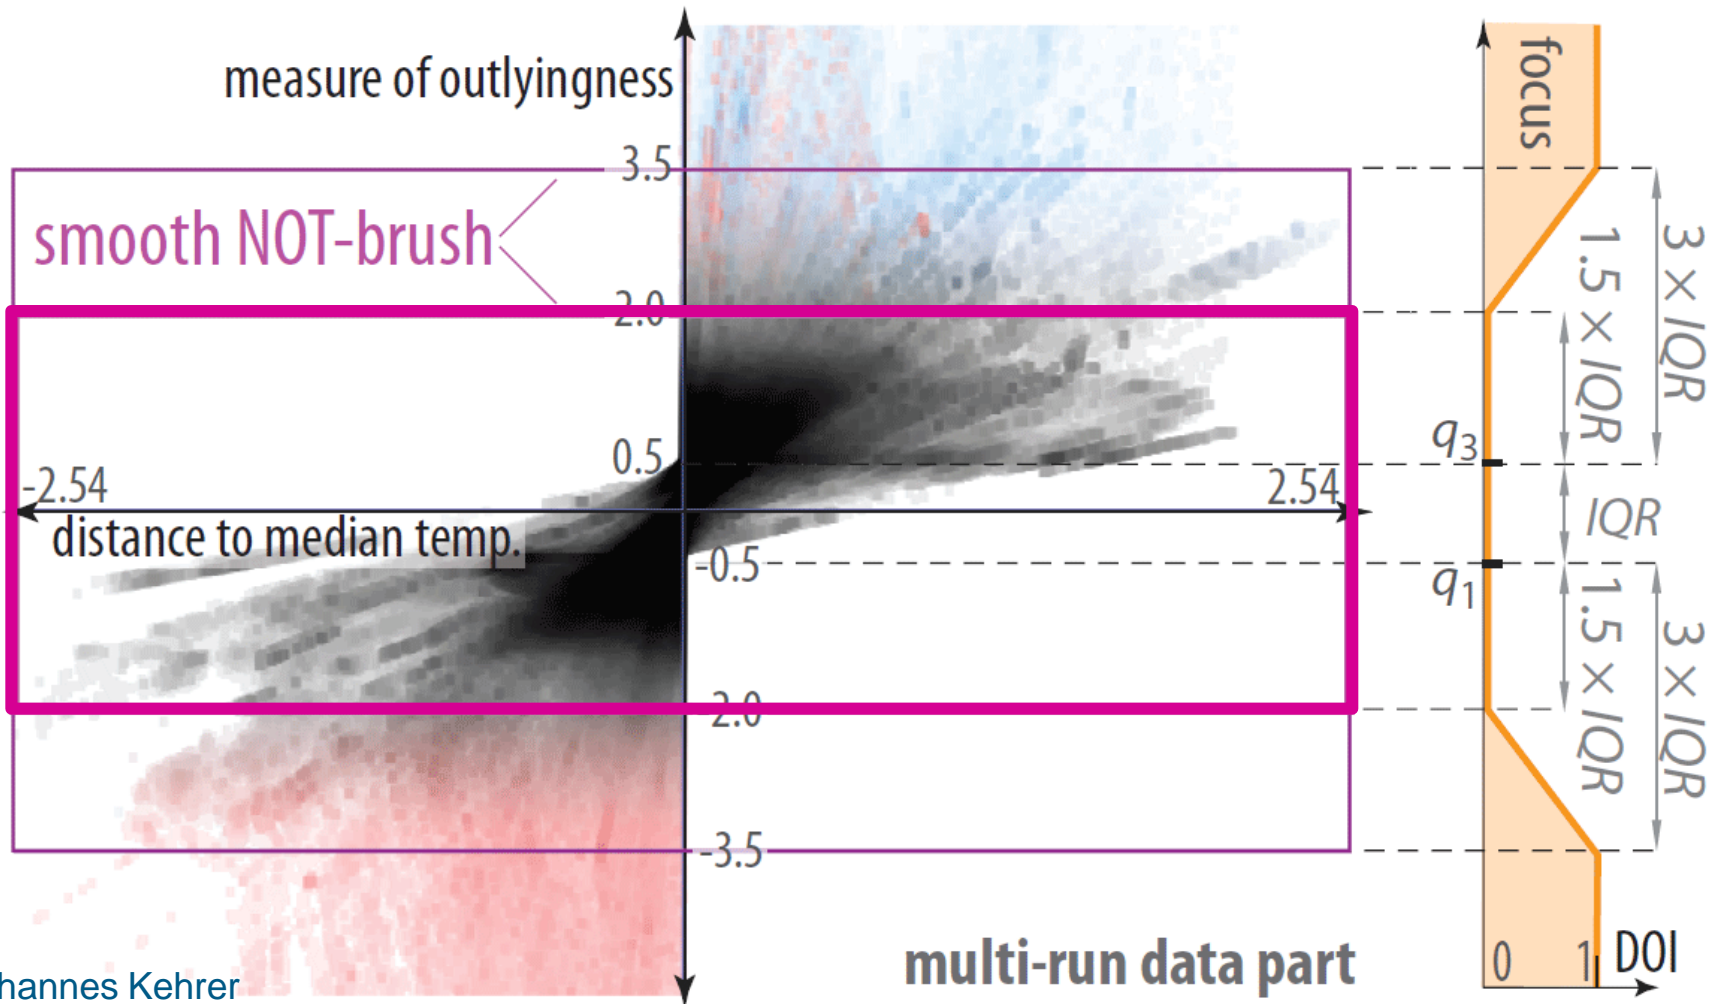 measure of outlyingness
3.5
smooth NOT-brush
2.0
0.5
-2.54
2.54
distance to median temp.
-0.5
-2.0
-3.5
multi-run data part
hannes Kehrer
focus
1.5 × IQR
3 × IQR
q3
IQR
q1
1.5 × IQR
3 × IQR
0
1
DOI